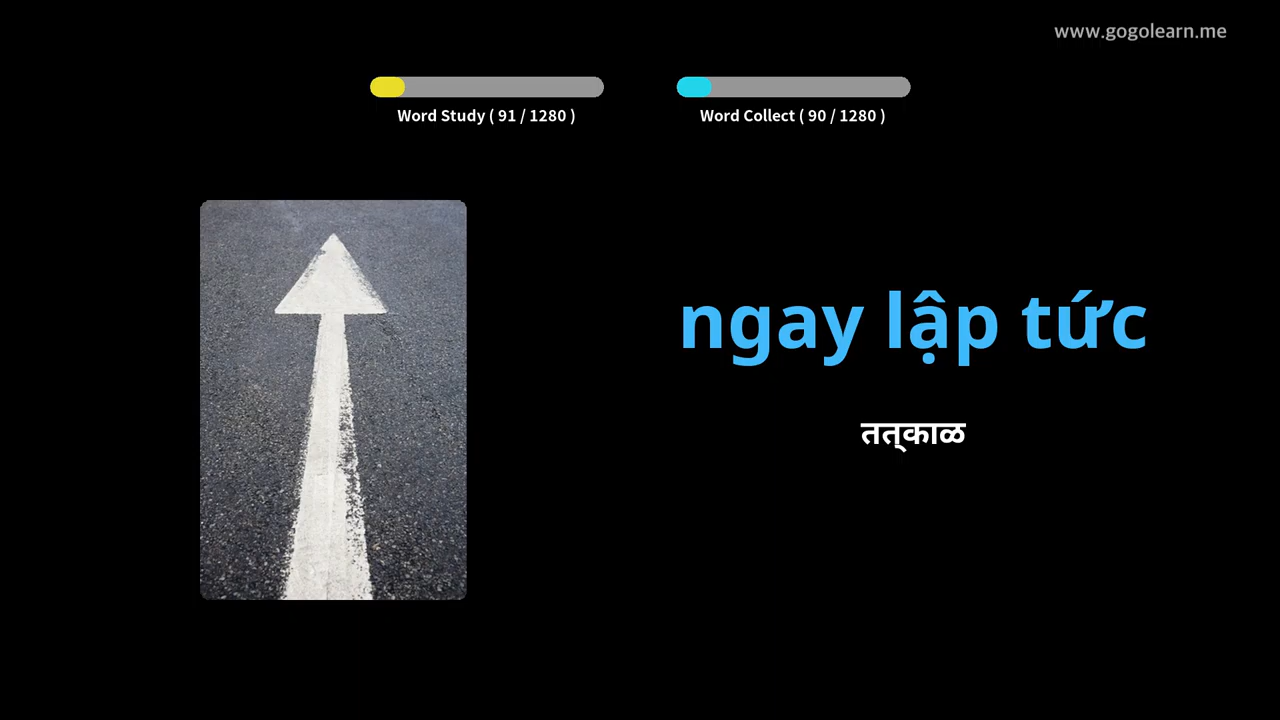 www.gogolearn.me
Word Study ( 91 / 1280 )
Word Collect ( 90 / 1280 )
ngay lập tức
तत्काळ